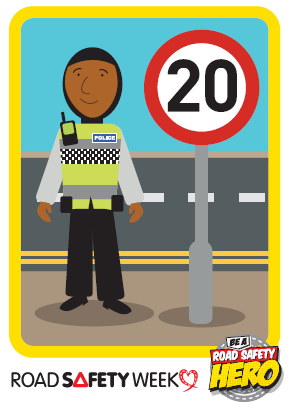 20
POLICE
ROAD SAFETY WEEK
BE A
ROAD SAFETY
HERO